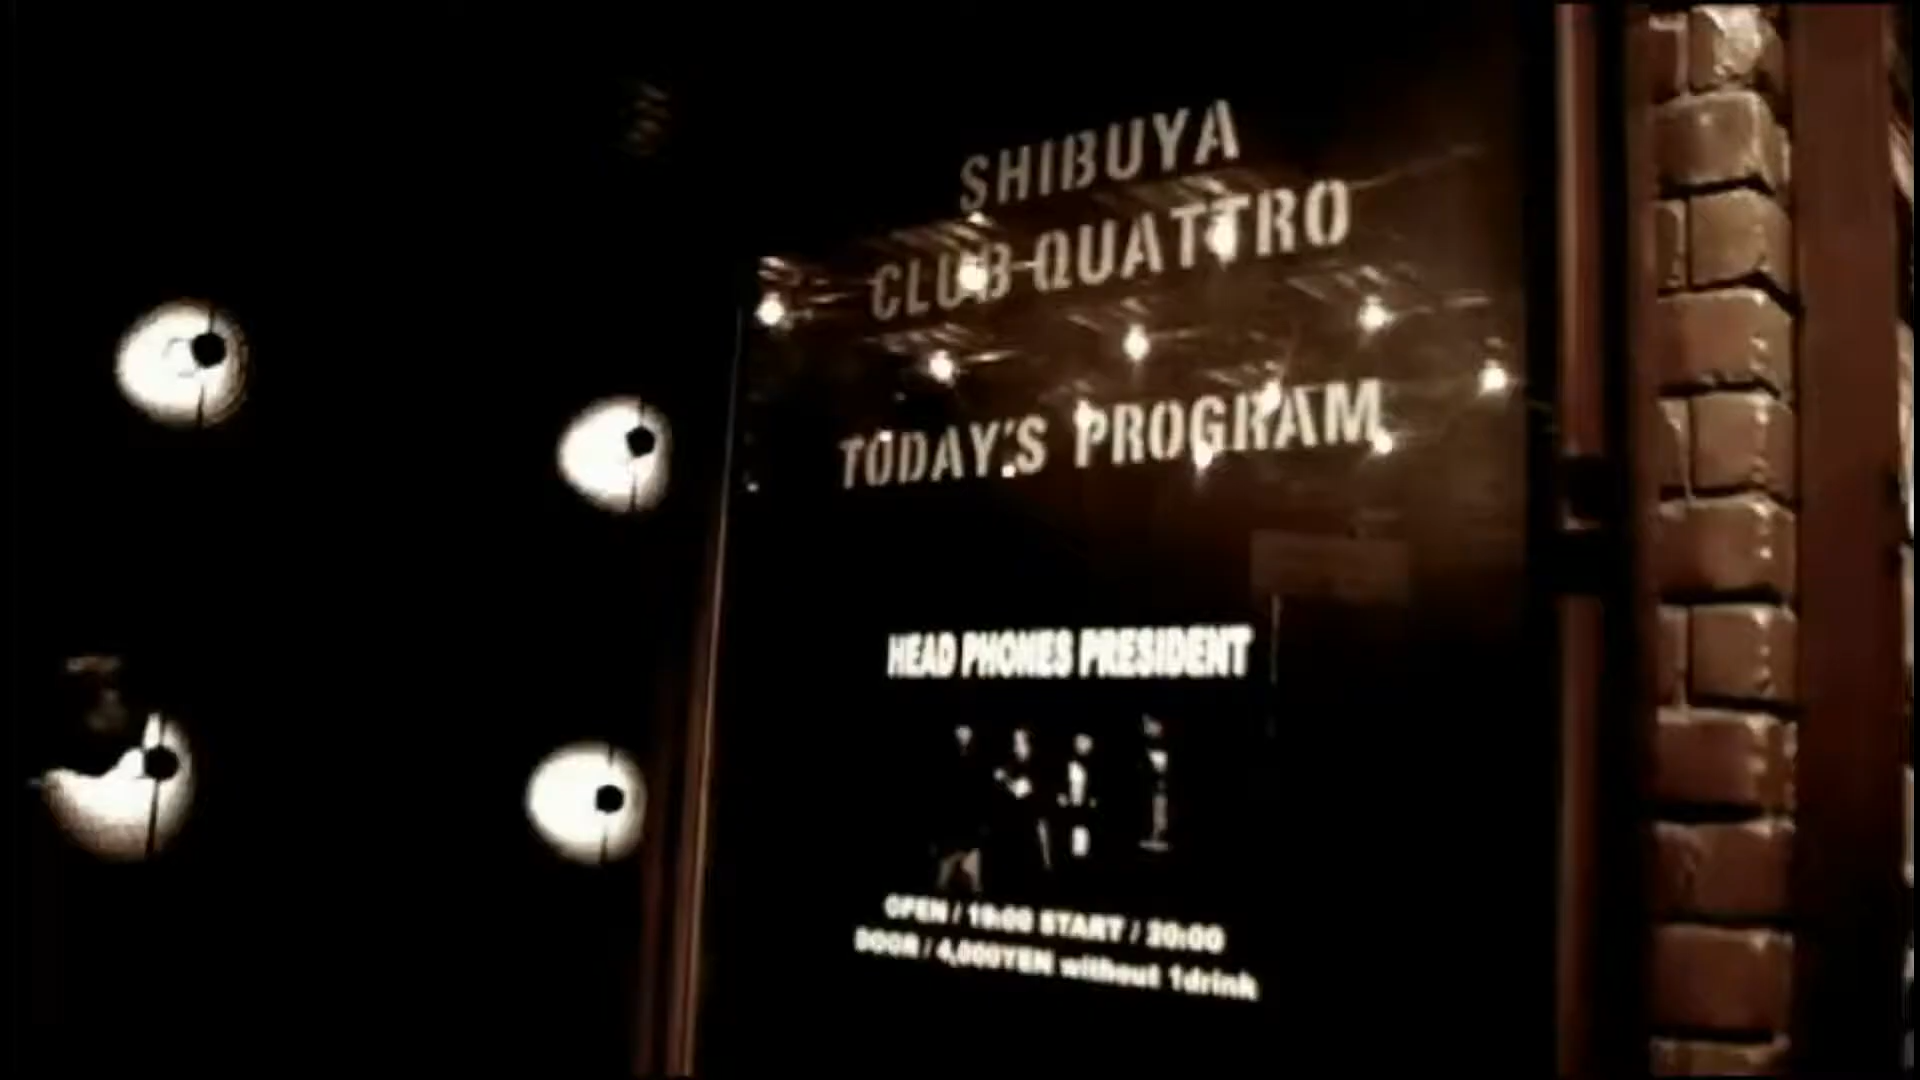 SHIBUYA
CLUB QUATTRO
TODAY'S PROGRAM
HEAD PHONES PRESIDENT
OPEN / 19:00 START / 20:00
DOOR / 4,000YEN without 1drink